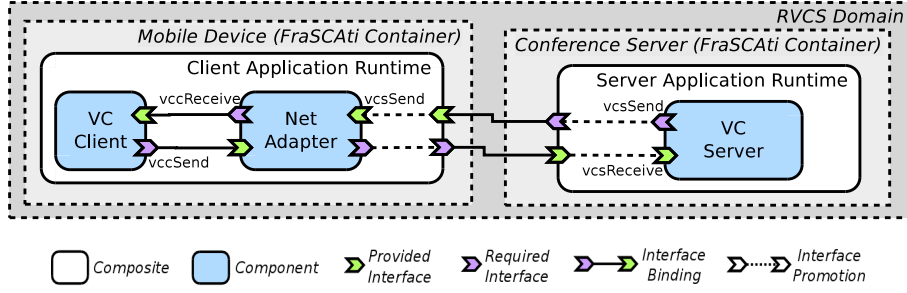 RVCS Domain
Mobile Device (FraSCAti Container)
Conference Server (FraSCAti Container)
Client Application Runtime
Server Application Runtime
vccReceive
vcsSend
vcsSend
VC
Client
Net
Adapter
VC
Server
vccSend
vcsReceive
Composite
Component
Provided
Interface
Required
Interface
Interface
Binding
Interface
Promotion